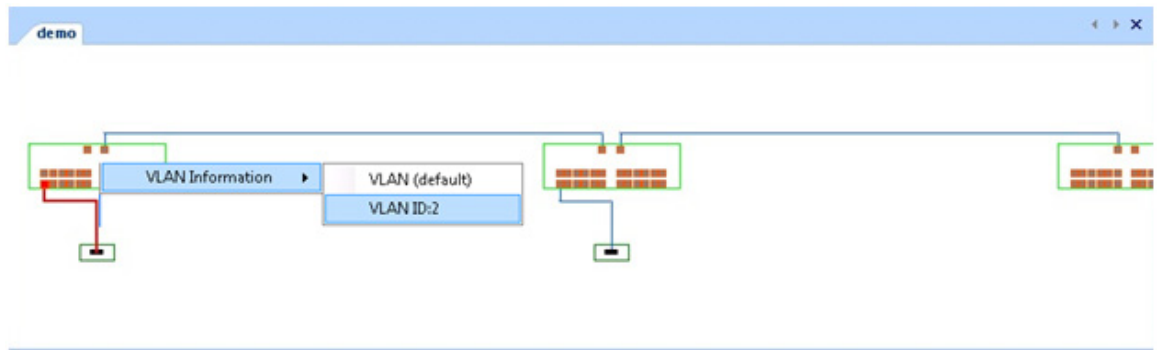 demo
VLAN Information
VLAN (default)
VLAN ID:2